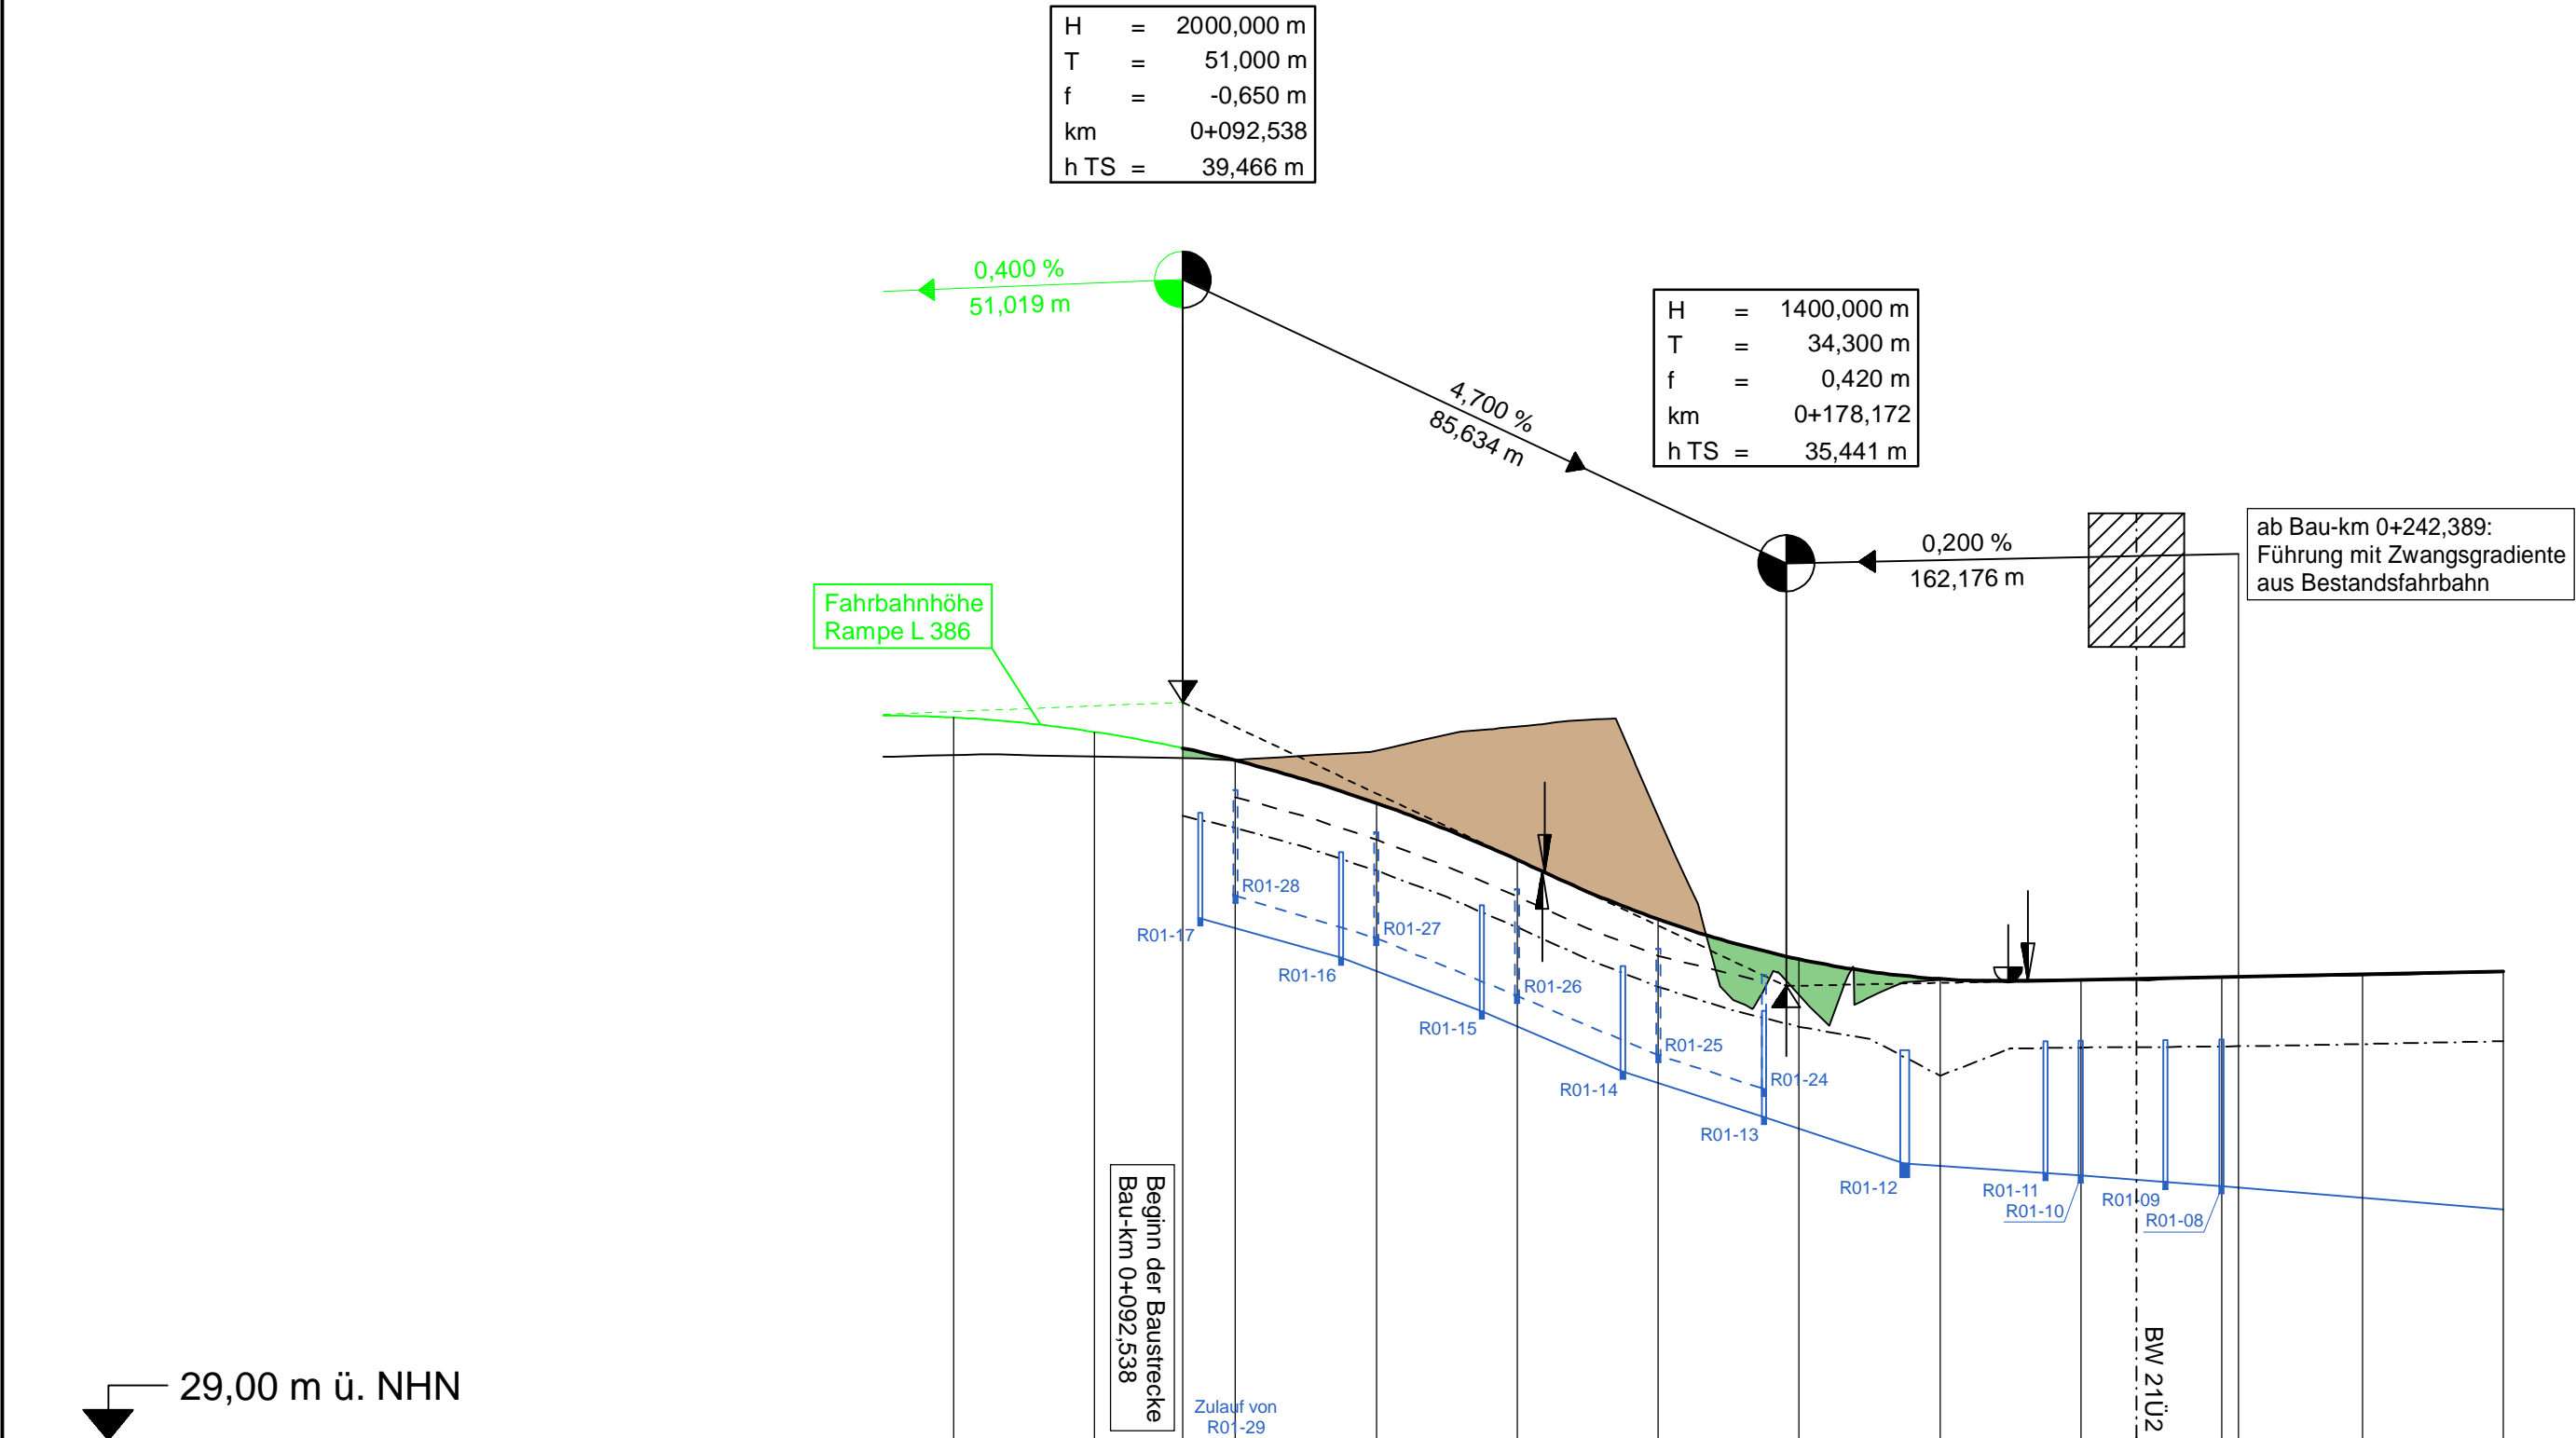 H = 2000,000 m
T = 51,000 m
f = -0,650 m
km 0+092,538
h TS = 39,466 m
0,400 %
51,019 m
4,700 %
85,634 m
H = 1400,000 m
T = 34,300 m
f = 0,420 m
km 0+178,172
h TS = 35,441 m
0,200 %
162,176 m
ab Bau-km 0+242,389:
Führung mit Zwangsgradiente
aus Bestandsfahrbahn
Fahrbahnhöhe
Rampe L 386
R01-28
R01-17
R01-27
R01-16
R01-26
R01-15
R01-25
R01-14
R01-24
R01-13
R01-12
R01-11
R01-10
R01-09
R01-08
Beginn der Baustrecke
Bau-km 0+092,538
BW 21Ü2
29,00 m ü. NHN
Zulauf von
R01-29